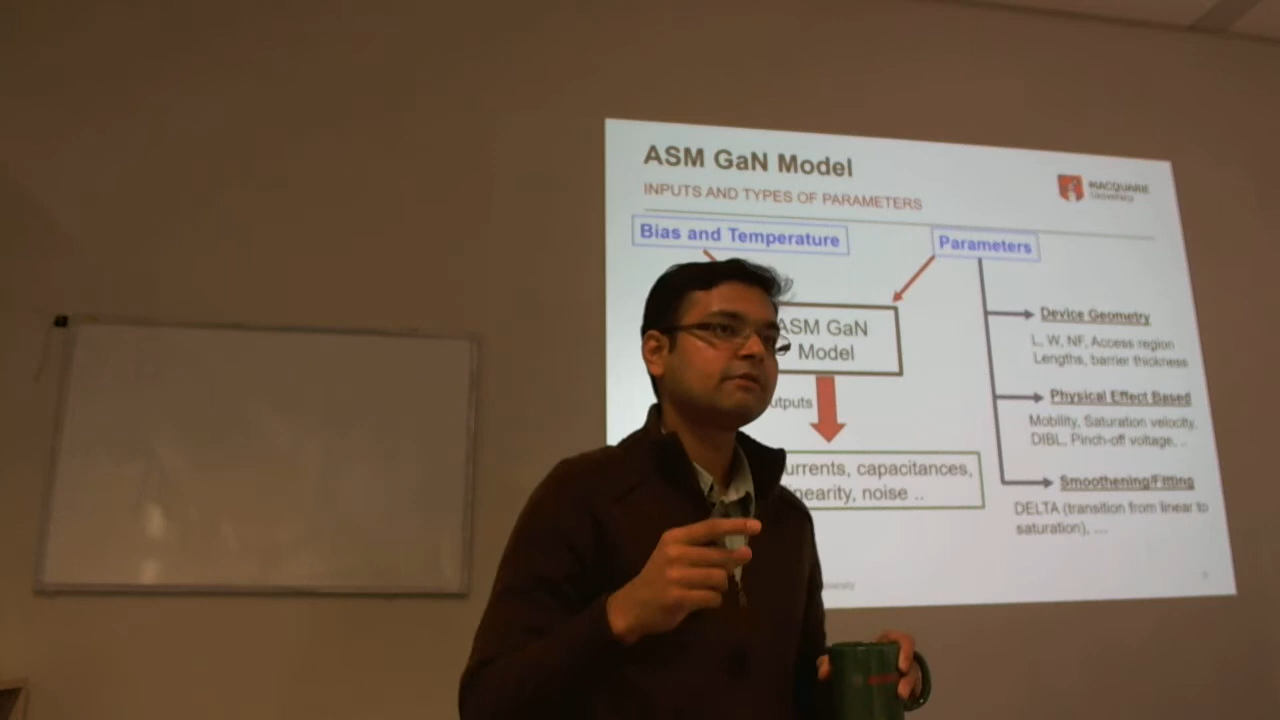 ASM GaN Model
INPUTS AND TYPES OF PARAMETERS
MACQUARIE
University
Bias and Temperature
Parameters
ASM GaN
Model
utputs
urrents, capacitances,
nearity, noise ..
Device Geometry
L, W, NF, Access region
Lengths, barrier thickness
Physical Effect Based
Mobility, Saturation velocity,
DIBL, Pinch-off voltage, ..
Smoothening/Fitting
DELTA (transition from linear to
saturation), ...